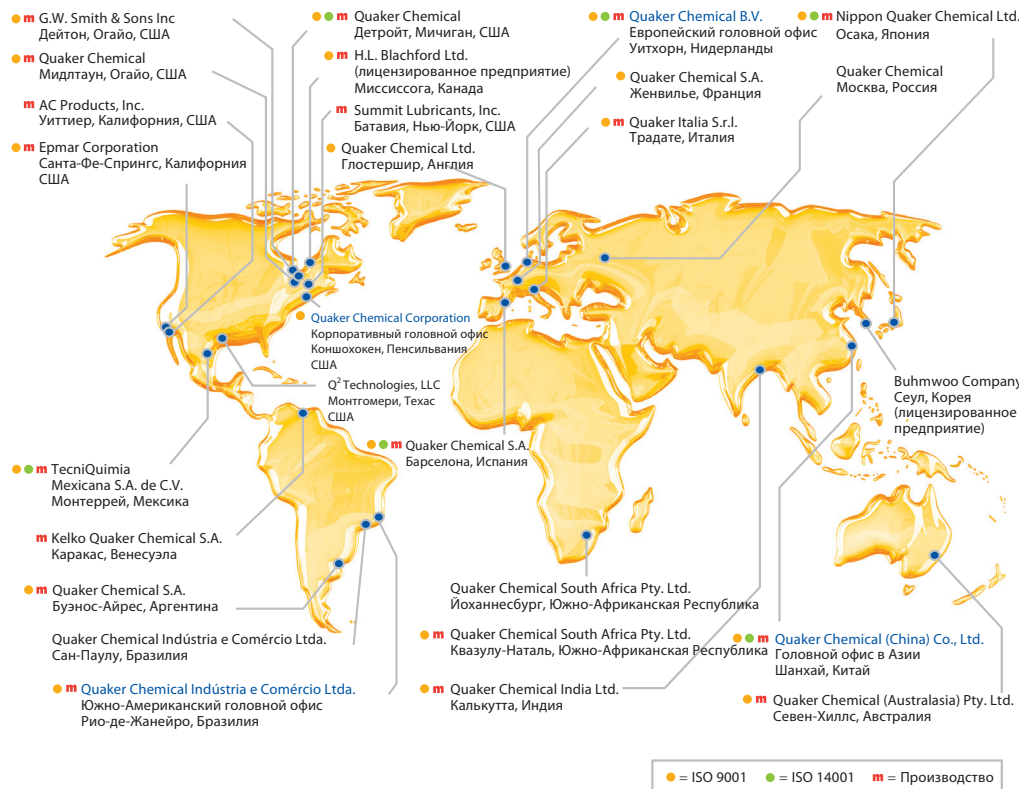 m G.W. Smith & Sons Inc
Дейтон, Огайо, США
m Quaker Chemical
Мидлтаун, Огайо, США
m AC Products, Inc.
Уиттиер, Калифорния, США
m Epmar Corporation
Санта-Фе-Спрингс, Калифорния
США
m Quaker Chemical
Детройт, Мичиган, США
m H.L. Blachford Ltd.
(лицензированное предприятие)
Миссиссога, Канада
m Summit Lubricants, Inc.
Батавия, Нью-Йорк, США
Quaker Chemical Ltd.
Глостершир, Англия
m Quaker Chemical B.V.
Европейский головной офис
Уитхорн, Нидерланды
Quaker Chemical S.A.
Женвилье, Франция
m Quaker Italia S.r.l.
Традате, Италия
m Nippon Quaker Chemical Ltd.
Осака, Япония
Quaker Chemical
Москва, Россия
Quaker Chemical Corporation
Корпоративный головной офис
Коншохокен, Пенсильвания
США
Q² Technologies, LLC
Монтгомери, Техас
США
m Quaker Chemical S.A.
Барселона, Испания
Buhmwoo Company
Сеул, Корея
(лицензированное
предприятие)
m TecniQuimia
Mexicana S.A. de C.V.
Монтеррей, Мексика
m Kelko Quaker Chemical S.A.
Каракас, Венесуэла
m Quaker Chemical S.A.
Буэнос-Айрес, Аргентина
Quaker Chemical Indústria e Comércio Ltda.
Сан-Паулу, Бразилия
m Quaker Chemical Indústria e Comércio Ltda.
Южно-Американский головной офис
Рио-де-Жанейро, Бразилия
Quaker Chemical South Africa Pty. Ltd.
Йоханнесбург, Южно-Африканская Республика
m Quaker Chemical South Africa Pty. Ltd.
Квазулу-Наталь, Южно-Африканская Республика
m Quaker Chemical India Ltd.
Калькутта, Индия
m Quaker Chemical (China) Co., Ltd.
Головной офис в Азии
Шанхай, Китай
m Quaker Chemical (Australasia) Pty. Ltd.
Севен-Хиллс, Австралия
= ISO 9001 = ISO 14001 m = Производство